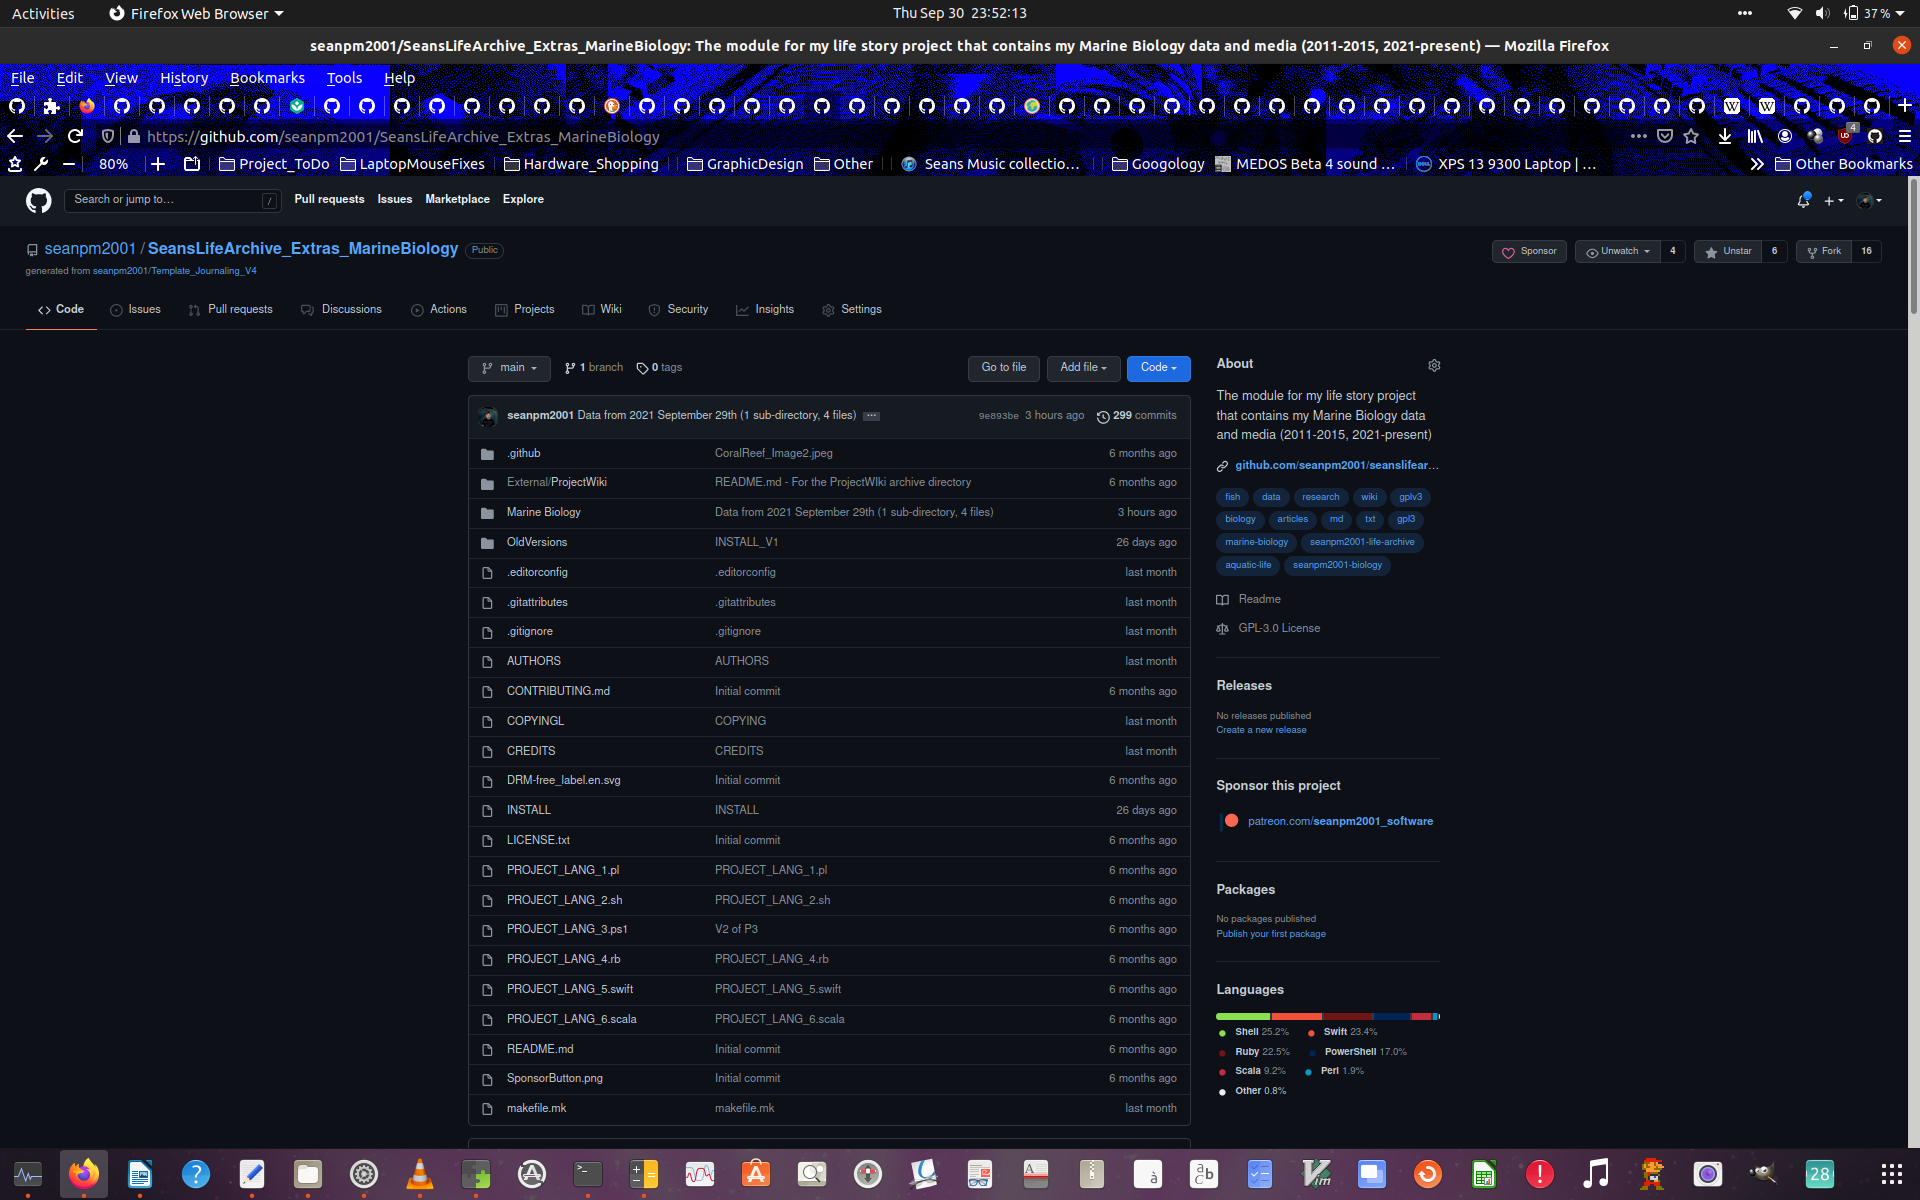 Activities
Firefox Web Browser
Thu Sep 30 23:52:13
37 %
seanpm2001/SeansLifeArchive_Extras_MarineBiology: The module for my life story project that contains my Marine Biology data and media (2011-2015, 2021-present) — Mozilla Firefox
File Edit View History Bookmarks Tools Help
https://github.com/seanpm2001/SeansLifeArchive_Extras_MarineBiology
4
80%
Project_ToDo
LaptopMouseFixes
Hardware_Shopping
GraphicDesign
Other
Seans Music collectio…
Googology
MEDOS Beta 4 sound …
XPS 13 9300 Laptop | …
Other Bookmarks
Search or jump to… /
Pull requests Issues Marketplace Explore
seanpm2001 / SeansLifeArchive_Extras_MarineBiology Public
generated from seanpm2001/Template_Journaling_V4
Sponsor Unwatch 4 Unstar 6 Fork 16
Code Issues Pull requests Discussions Actions Projects Wiki Security Insights Settings
main 1 branch 0 tags
Go to file Add file Code
seanpm2001 Data from 2021 September 29th (1 sub-directory, 4 files) ... 9e893be 3 hours ago 299 commits
.github CoralReef_Image2.jpeg 6 months ago
External/ProjectWiki README.md - For the ProjectWIki archive directory 6 months ago
Marine Biology Data from 2021 September 29th (1 sub-directory, 4 files) 3 hours ago
OldVersions INSTALL_V1 26 days ago
.editorconfig .editorconfig last month
.gitattributes .gitattributes last month
.gitignore .gitignore last month
AUTHORS AUTHORS last month
CONTRIBUTING.md Initial commit 6 months ago
COPYINGL COPYING last month
CREDITS CREDITS last month
DRM-free_label.en.svg Initial commit 6 months ago
INSTALL INSTALL 26 days ago
LICENSE.txt Initial commit 6 months ago
PROJECT_LANG_1.pl PROJECT_LANG_1.pl 6 months ago
PROJECT_LANG_2.sh PROJECT_LANG_2.sh 6 months ago
PROJECT_LANG_3.ps1 V2 of P3 6 months ago
PROJECT_LANG_4.rb PROJECT_LANG_4.rb 6 months ago
PROJECT_LANG_5.swift PROJECT_LANG_5.swift 6 months ago
PROJECT_LANG_6.scala PROJECT_LANG_6.scala 6 months ago
README.md Initial commit 6 months ago
SponsorButton.png Initial commit 6 months ago
makefile.mk makefile.mk last month
About
The module for my life story project
that contains my Marine Biology data
and media (2011-2015, 2021-present)
github.com/seanpm2001/seanslifear…
fish data research wiki gplv3
biology articles md txt gpl3
marine-biology seanpm2001-life-archive
aquatic-life seanpm2001-biology
Readme
GPL-3.0 License
Releases
No releases published
Create a new release
Sponsor this project
patreon.com/seanpm2001_software
Packages
No packages published
Publish your first package
Languages
Shell 25.2% Swift 23.4%
Ruby 22.5% PowerShell 17.0%
Scala 9.2% Perl 1.9%
Other 0.8%
28